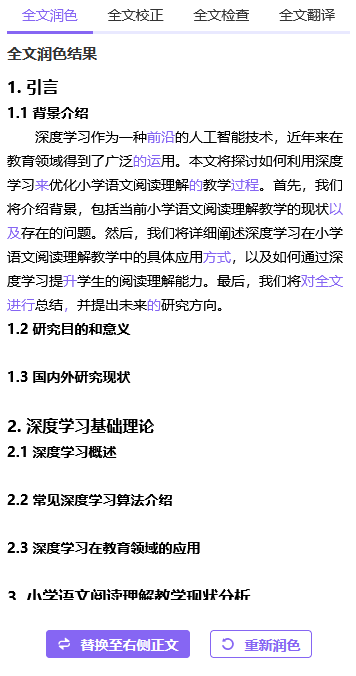 全文润色 全文校正 全文检查 全文翻译
全文润色结果
1. 引言
1.1 背景介绍
深度学习作为一种前沿的人工智能技术，近年来在
教育领域得到了广泛的运用。本文将探讨如何利用深度
学习来优化小学语文阅读理解的教学过程。首先，我们
将介绍背景，包括当前小学语文阅读理解教学的现状以
及存在的问题。然后，我们将详细阐述深度学习在小学
语文阅读理解教学中的具体应用方式，以及如何通过深
度学习提升学生的阅读理解能力。最后，我们将对全文
进行总结，并提出未来的研究方向。
1.2 研究目的和意义
1.3 国内外研究现状
2. 深度学习基础理论
2.1 深度学习概述
2.2 常见深度学习算法介绍
2.3 深度学习在教育领域的应用
3. 小学语文阅读理解教学现状分析
替换至右侧正文 重新润色